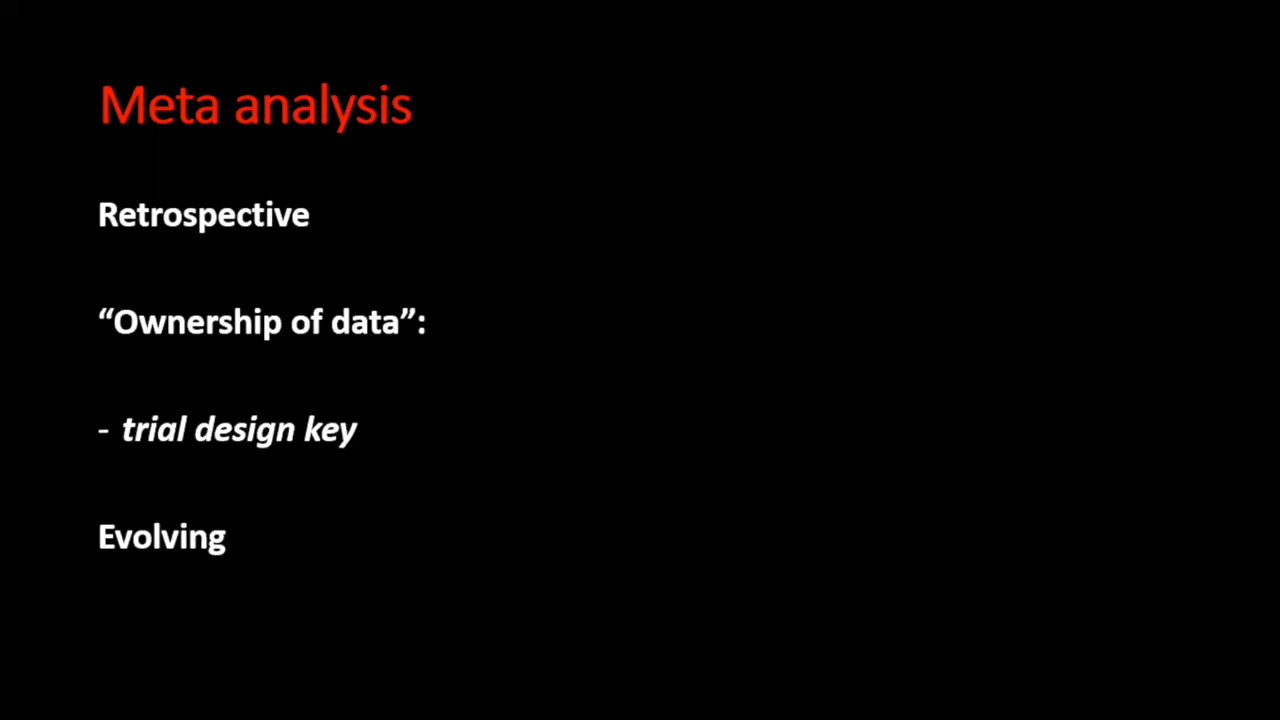 Meta analysis
Retrospective
“Ownership of data”:
- trial design key
Evolving